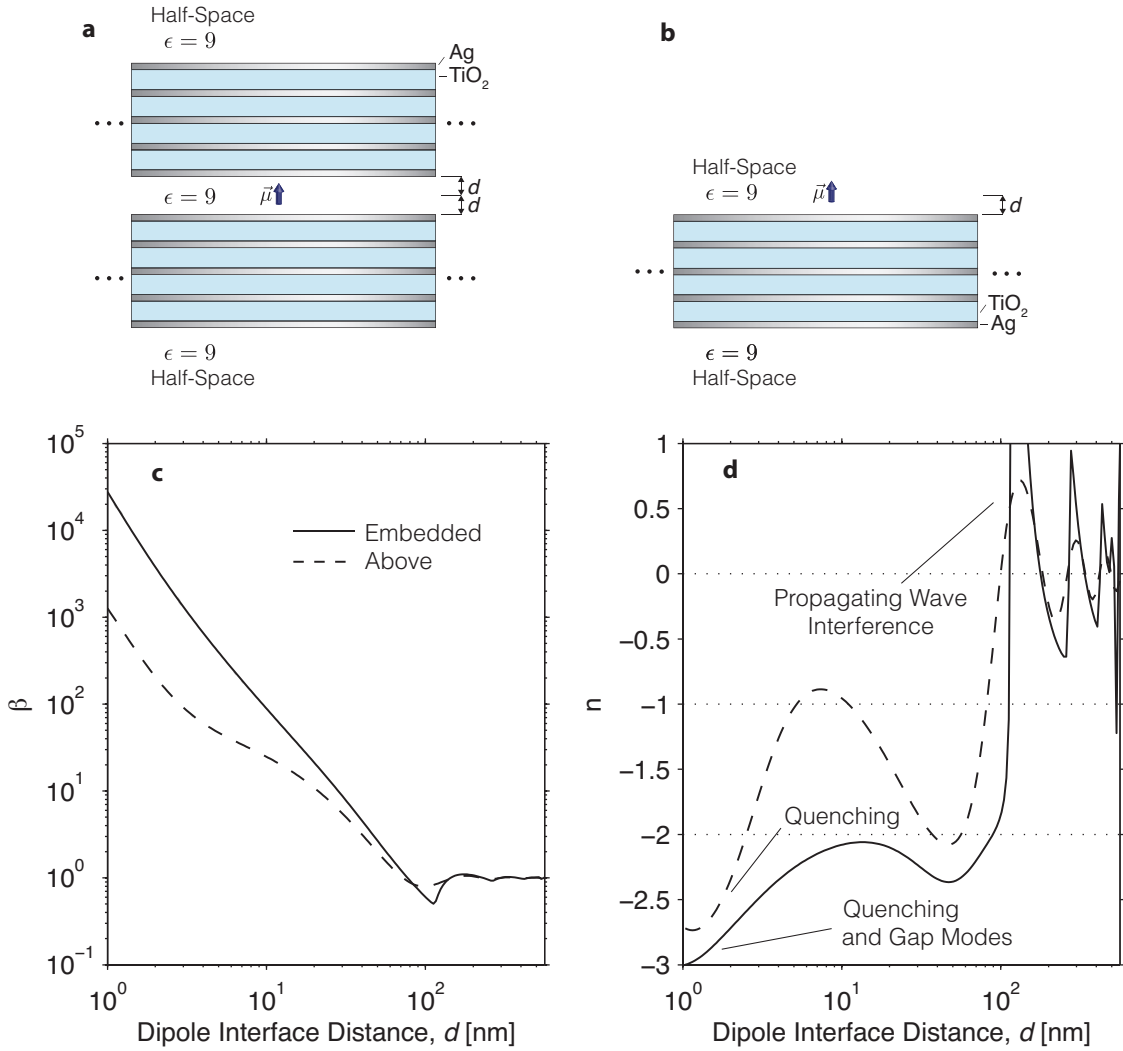 a
Half-Space
ϵ = 9
Ag
TiO2
• • •
• • •
ϵ = 9
μ⃗
d
d
• • •
• • •
ϵ = 9
Half-Space
b
Half-Space
ϵ = 9
μ⃗
d
• • •
• • •
TiO2
Ag
ϵ = 9
Half-Space
c
10^5
10^4
10^3
10^2
10^1
10^0
10^−1
β
Embedded
Above
10^0
10^1
10^2
Dipole Interface Distance, d [nm]
d
1
0.5
0
−0.5
−1
−1.5
−2
−2.5
−3
n
Propagating Wave
Interference
Quenching
Quenching
and Gap Modes
10^0
10^1
10^2
Dipole Interface Distance, d [nm]